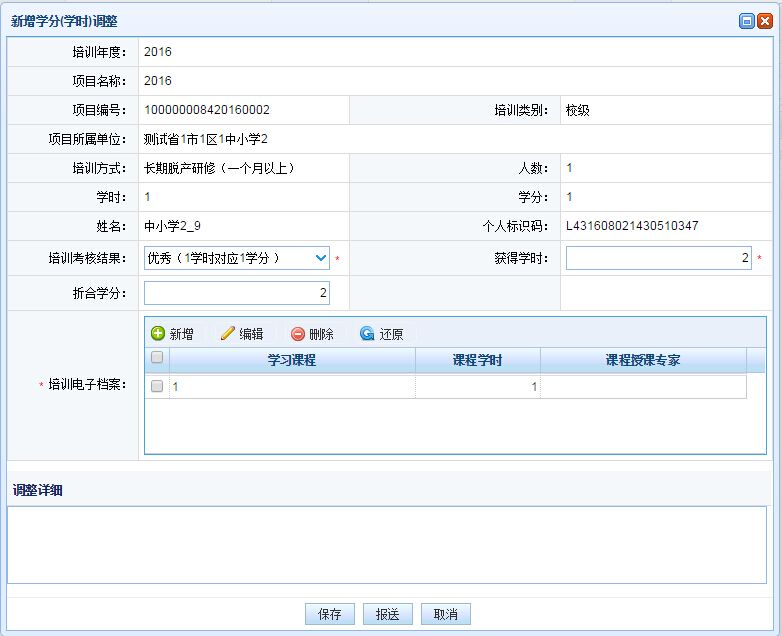 新增学分(学时)调整
培训年度： 2016
项目名称： 2016
项目编号： 100000008420160002 培训类别： 校级
项目所属单位： 测试省1市1区1中小学2
培训方式： 长期脱产研修（一个月以上） 人数： 1
学时： 1 学分： 1
姓名： 中小学2_9 个人标识码： L431608021430510347
培训考核结果： 优秀（1学时对应1学分） * 获得学时： 2 *
折合学分： 2
新增 编辑 删除 还原
学习课程 课程学时 课程授课专家
* 培训电子档案： 1 1
调整详细
保存 报送 取消